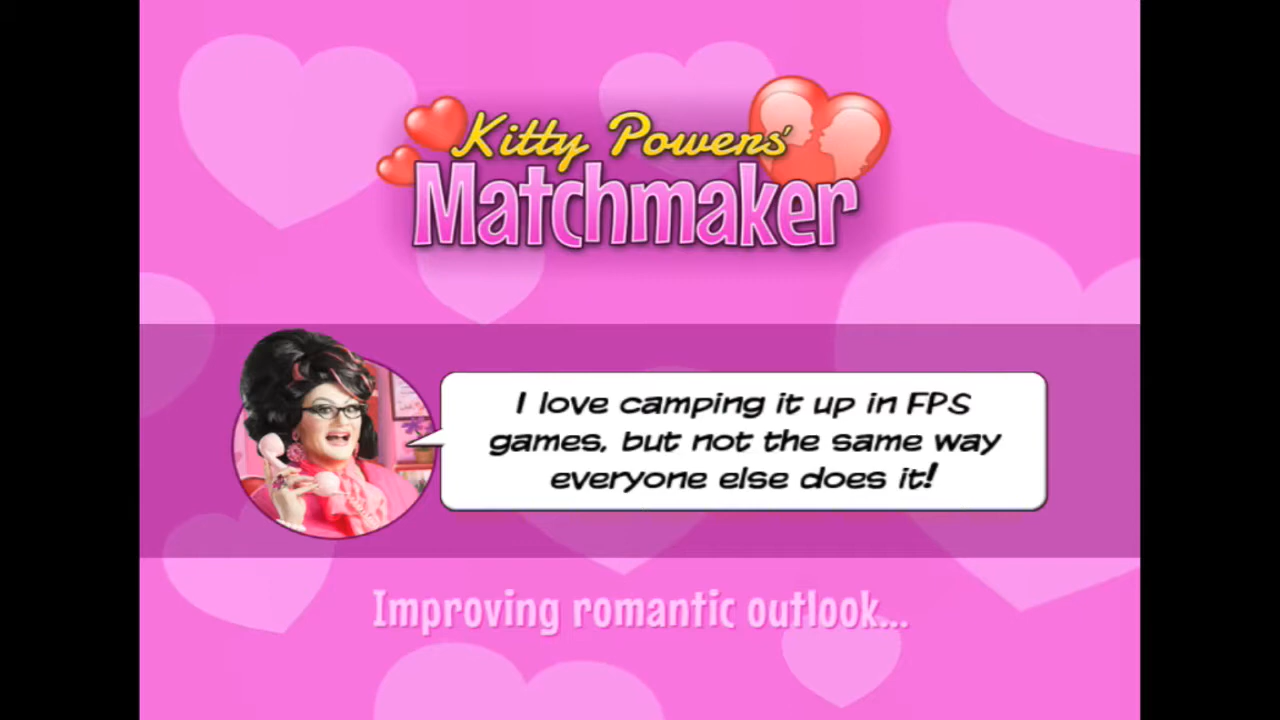 Kitty Powers'
Matchmaker
I love camping it up in FPS
games, but not the same way
everyone else does it!
Improving romantic outlook...